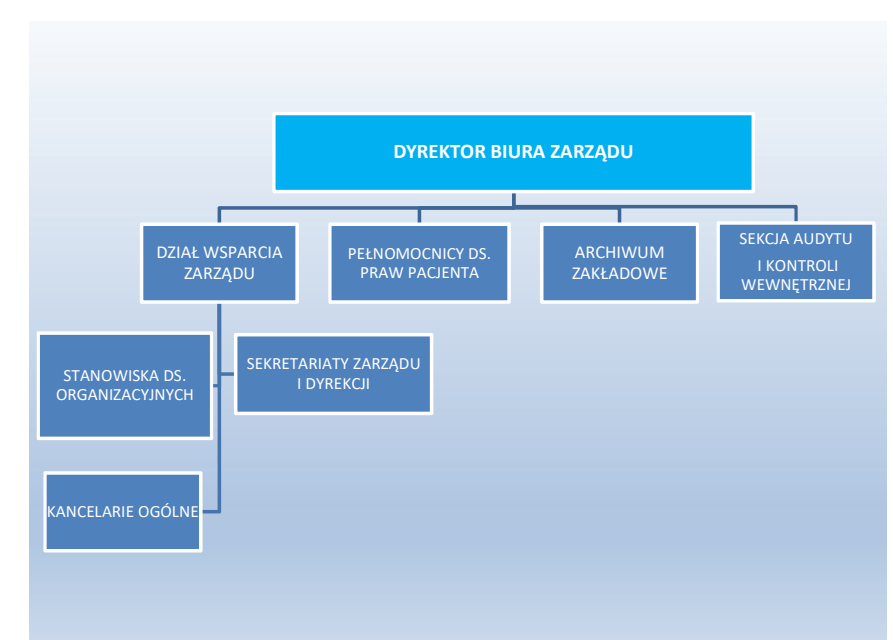 DYREKTOR BIURA ZARZĄDU
DZIAŁ WSPARCIA
ZARZĄDU
PEŁNOMOCNICY DS.
PRAW PACJENTA
ARCHIWUM
ZAKŁADOWE
SEKCJA AUDYTU
I KONTROLI
WEWNĘTRZNEJ
STANOWISKA DS.
ORGANIZACYJNYCH
SEKRETARIATY ZARZĄDU
I DYREKCJI
KANCELARIE OGÓLNE